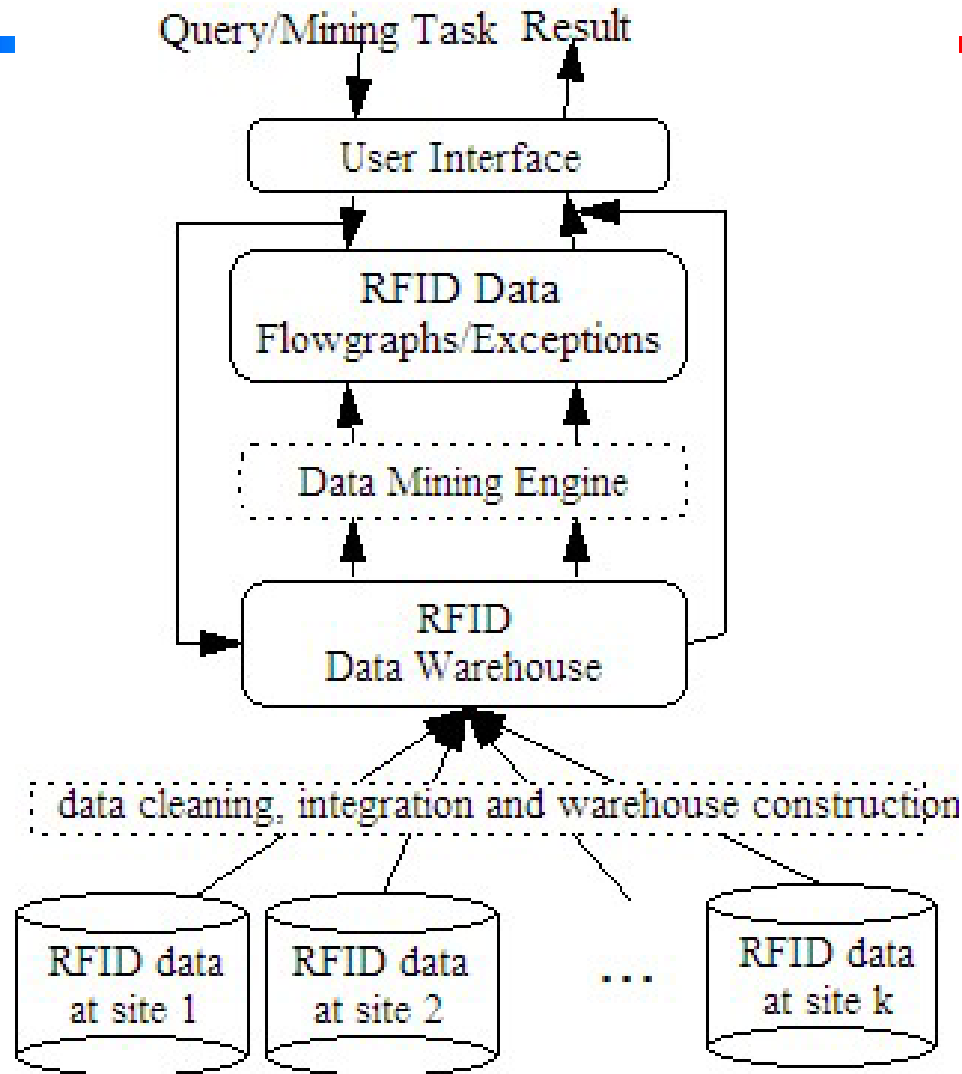 Query/Mining Task Result
User Interface
RFID Data
Flowgraphs/Exceptions
Data Mining Engine
RFID
Data Warehouse
data cleaning, integration and warehouse construction
RFID data
at site 1
RFID data
at site 2
...
RFID data
at site k